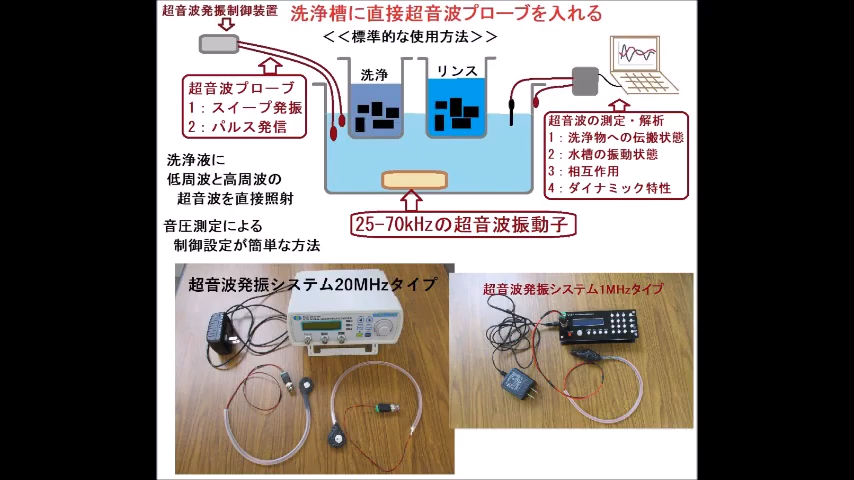 超音波発振制御装置
洗浄槽に直接超音波プローブを入れる
<<標準的な使用方法>>
洗浄
リンス
超音波プローブ
1:スイープ発振
2:パルス発信
超音波の測定・解析
1:洗浄物への伝搬状態
2:水槽の振動状態
3:相互作用
4:ダイナミック特性
洗浄液に
低周波と高周波の
超音波を直接照射
音圧測定による
制御設定が簡単な方法
25-70kHzの超音波振動子
超音波発振システム20MHzタイプ
超音波発振システム1MHzタイプ